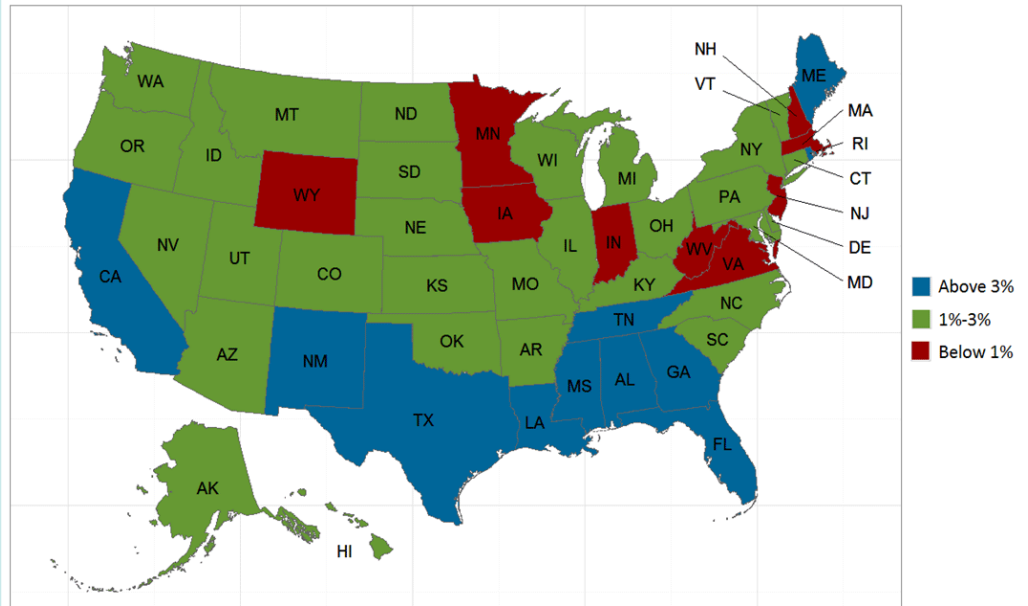 NH
ME
VT
WA
MA
MT
ND
MN
RI
OR
ID
WI
NY
SD
MI
CT
WY
PA
IA
NJ
NE
OH
NV
IL
IN
DE
UT
WV
CO
VA
CA
KS
MO
KY
MD
Above 3%
NC
1%-3%
TN
OK
SC
AZ
AR
Below 1%
NM
GA
MS
AL
TX
LA
FL
AK
HI